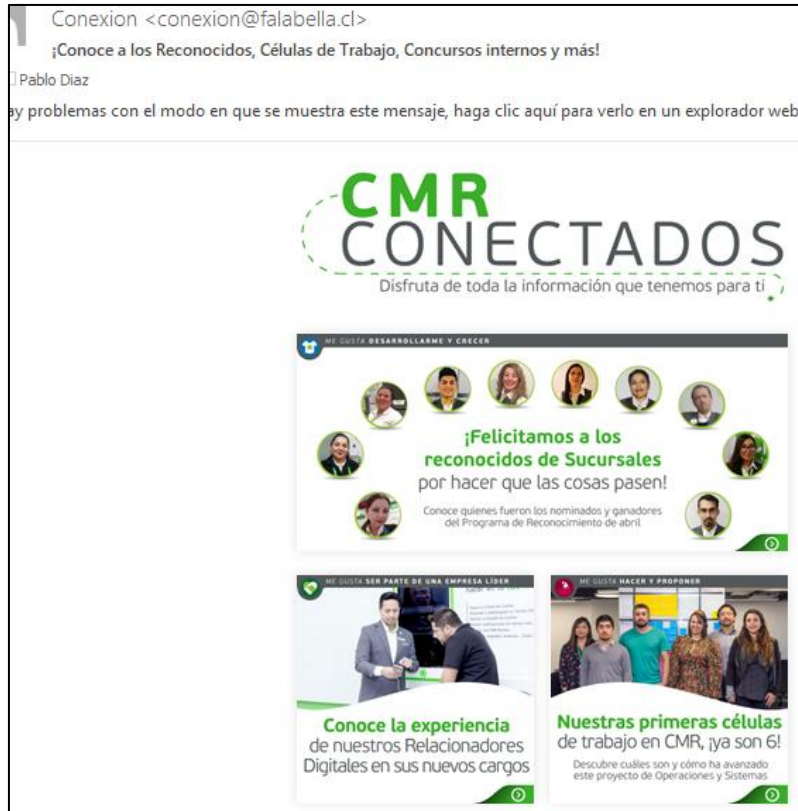 Conexion <conexion@falabella.cl>
¡Conoce a los Reconocidos, Células de Trabajo, Concursos internos y más!
Pablo Diaz
ay problemas con el modo en que se muestra este mensaje, haga clic aquí para verlo en un explorador web
CMR
CONECTADOS
Disfruta de toda la información que tenemos para ti
ME GUSTA DESARROLLARME Y CRECER
¡Felicitamos a los
reconocidos de Sucursales
por hacer que las cosas pasen!
Conoce quienes fueron los nominados y ganadores
del Programa de Reconocimiento de abril
ME GUSTA SER PARTE DE UNA EMPRESA LÍDER
Conoce la experiencia
de nuestros Relacionadores
Digitales en sus nuevos cargos
ME GUSTA HACER Y PROPONER
Nuestras primeras células
de trabajo en CMR, ¡ya son 6!
Descubre cuáles son y cómo ha avanzado
este proyecto de Operaciones y Sistemas